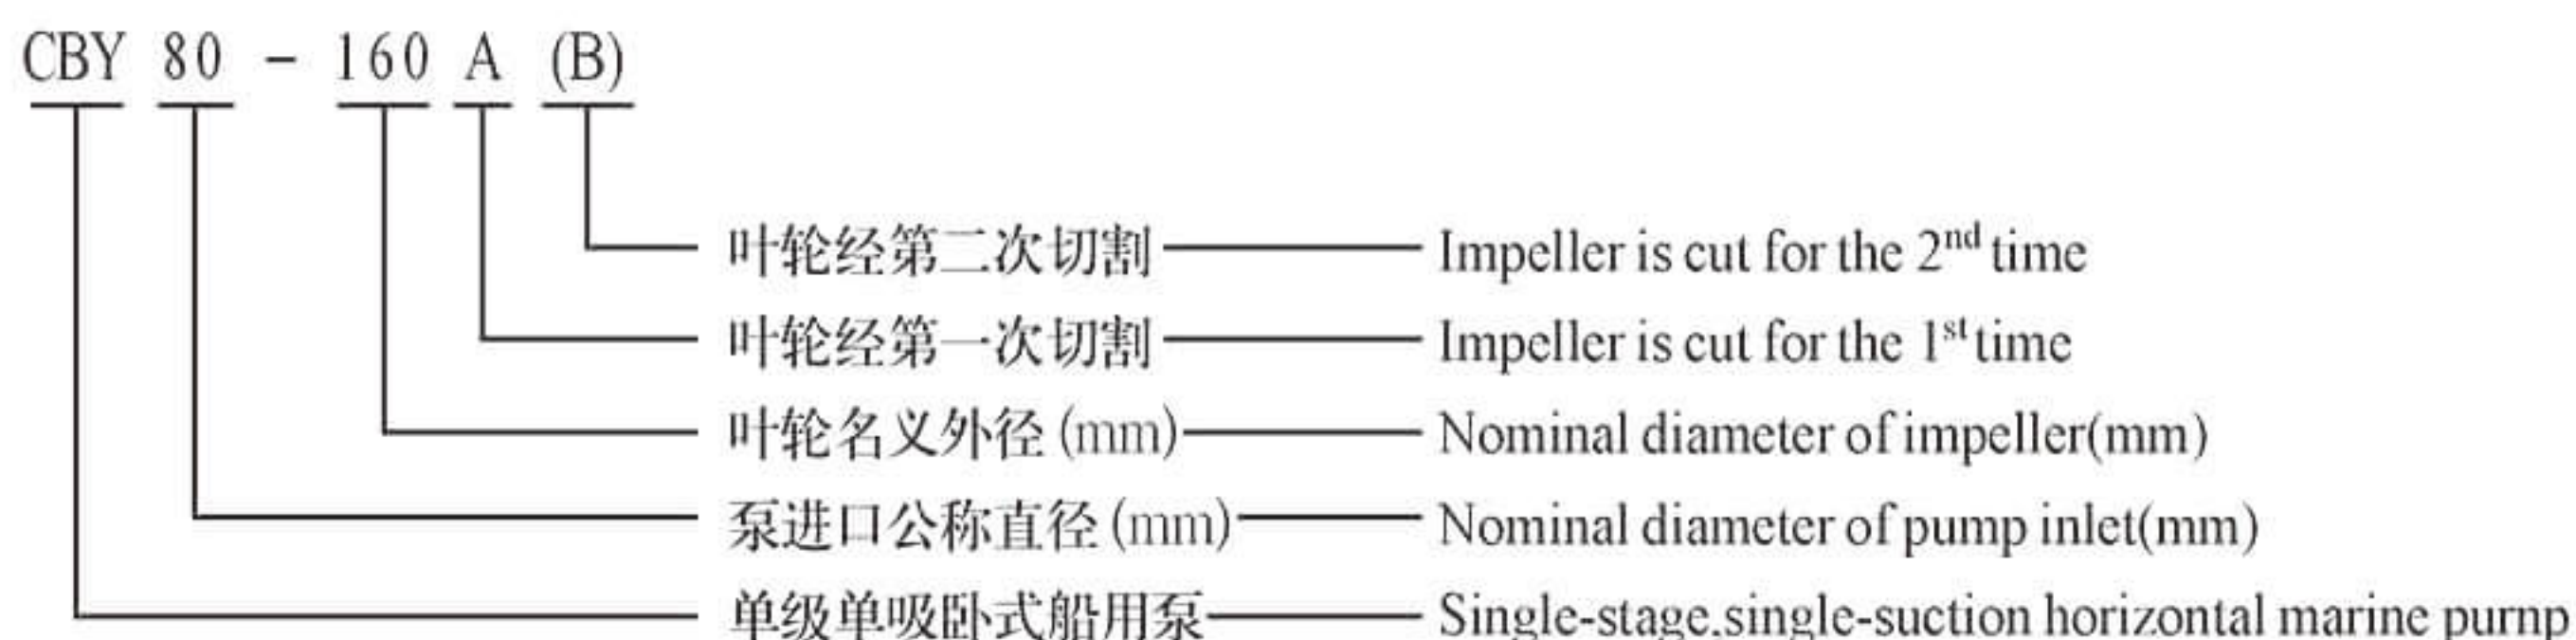 CBY 80 - 160 A (B)
叶轮经第二次切割 Impeller is cut for the 2nd time
叶轮经第一次切割 Impeller is cut for the 1st time
叶轮名义外径(mm) Nominal diameter of impeller(mm)
泵进口公称直径(mm) Nominal diameter of pump inlet(mm)
单级单吸卧式船用泵 Single-stage.single-suction horizontal marine purnp